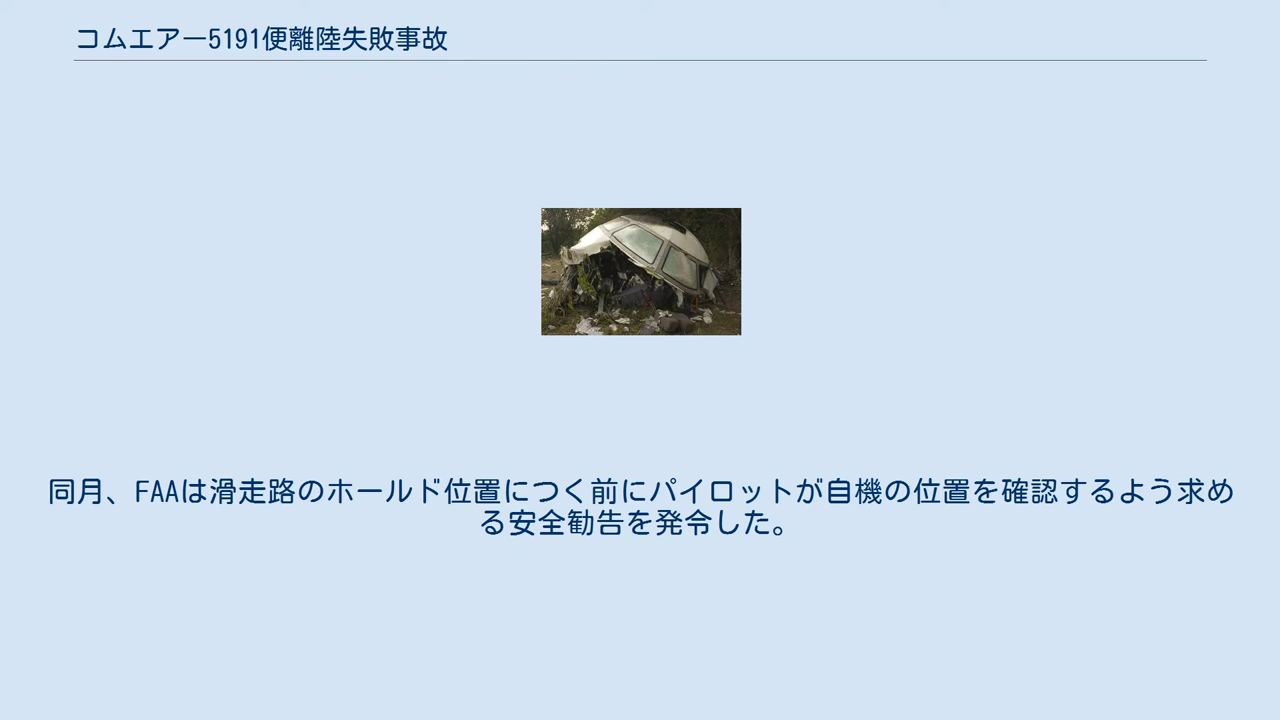 コムエアー5191便離陸失敗事故
同月、FAAは滑走路のホールド位置につく前にパイロットが自機の位置を確認するよう求め
る安全勧告を発令した。